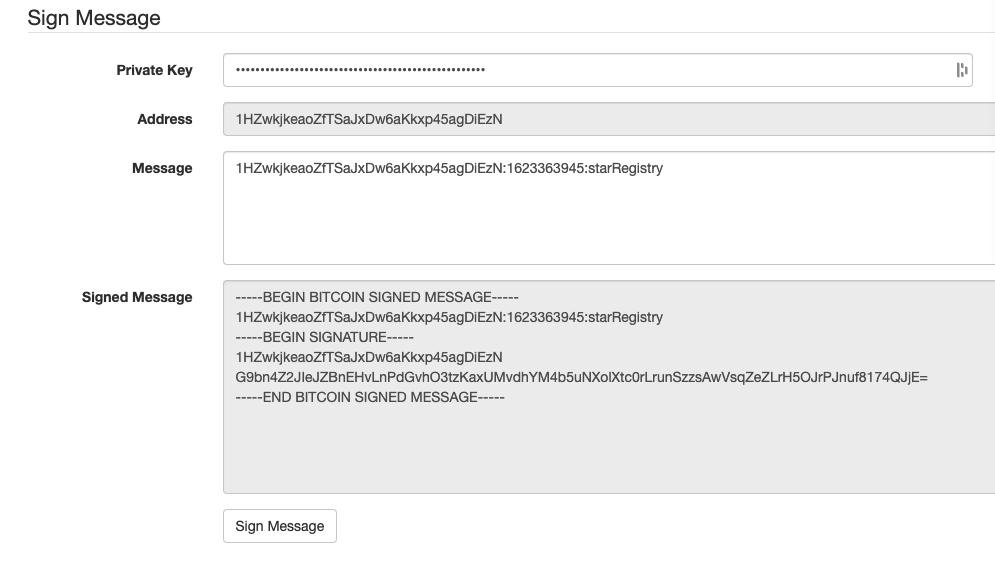 Sign Message
Private Key
••••••••••••••••••••••••••••••••••••••••••••••••••••
Address
1HZwkjkeaoZfTSaJxDw6aKkxp45agDiEzN
Message
1HZwkjkeaoZfTSaJxDw6aKkxp45agDiEzN:1623363945:starRegistry
Signed Message
-----BEGIN BITCOIN SIGNED MESSAGE-----
1HZwkjkeaoZfTSaJxDw6aKkxp45agDiEzN:1623363945:starRegistry
-----BEGIN SIGNATURE-----
1HZwkjkeaoZfTSaJxDw6aKkxp45agDiEzN
G9bn4Z2JIeJZBnEHvLnPdGvhO3tzKaxUMvdhYM4b5uNXolXtc0rLrunSzzsAwVsqZeZLrH5OJrPJnuf8174QJjE=
-----END BITCOIN SIGNED MESSAGE-----
Sign Message